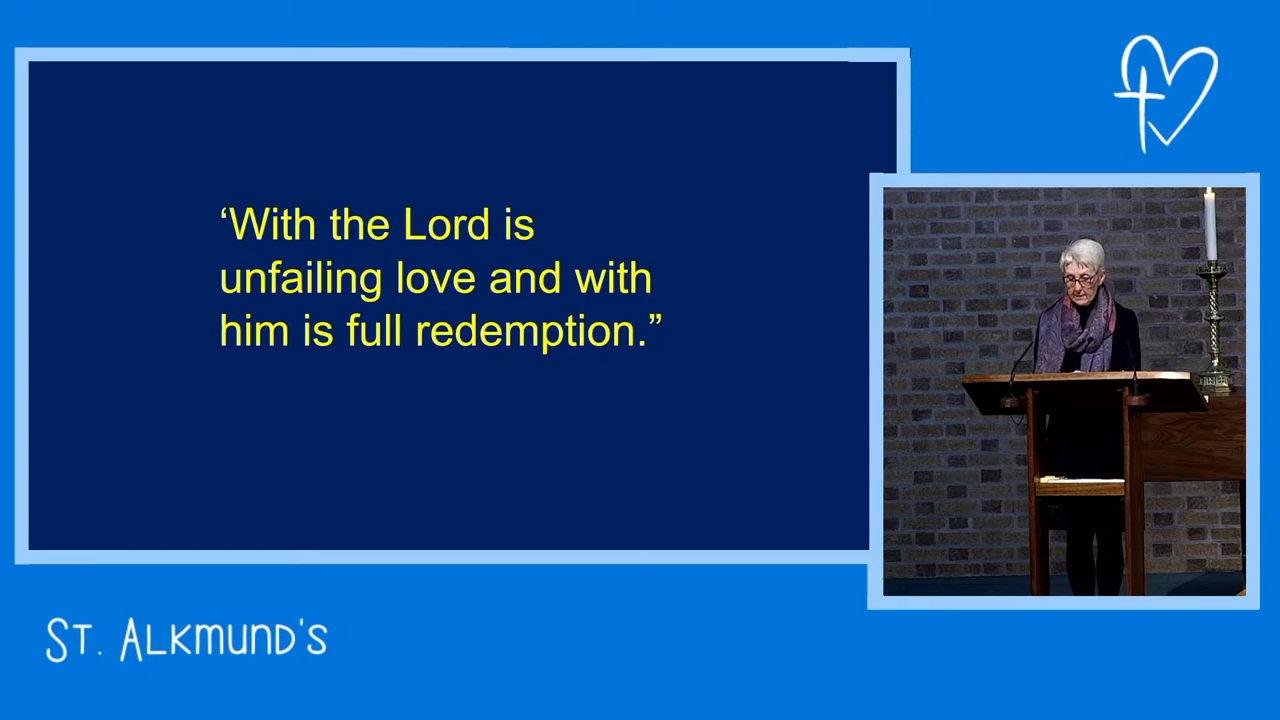 ‘With the Lord is
unfailing love and with
him is full redemption.”
ST. ALKMUND'S